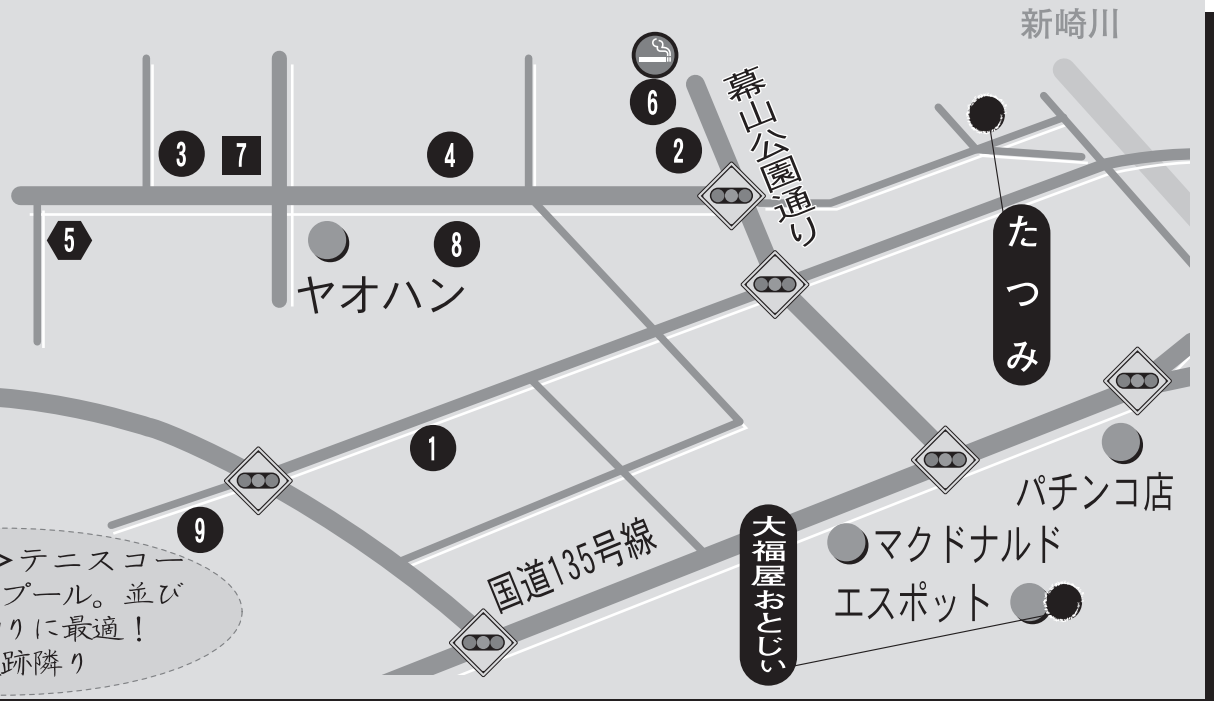 新崎川
6
幕山公園通り
3
7
4
2
5
8
ヤオハン
たつみ
1
パチンコ店
9
国道135号線
大福屋おとじい
マクドナルド
エスポット
>テニスコー
プール。並び
りに最適！
跡隣り